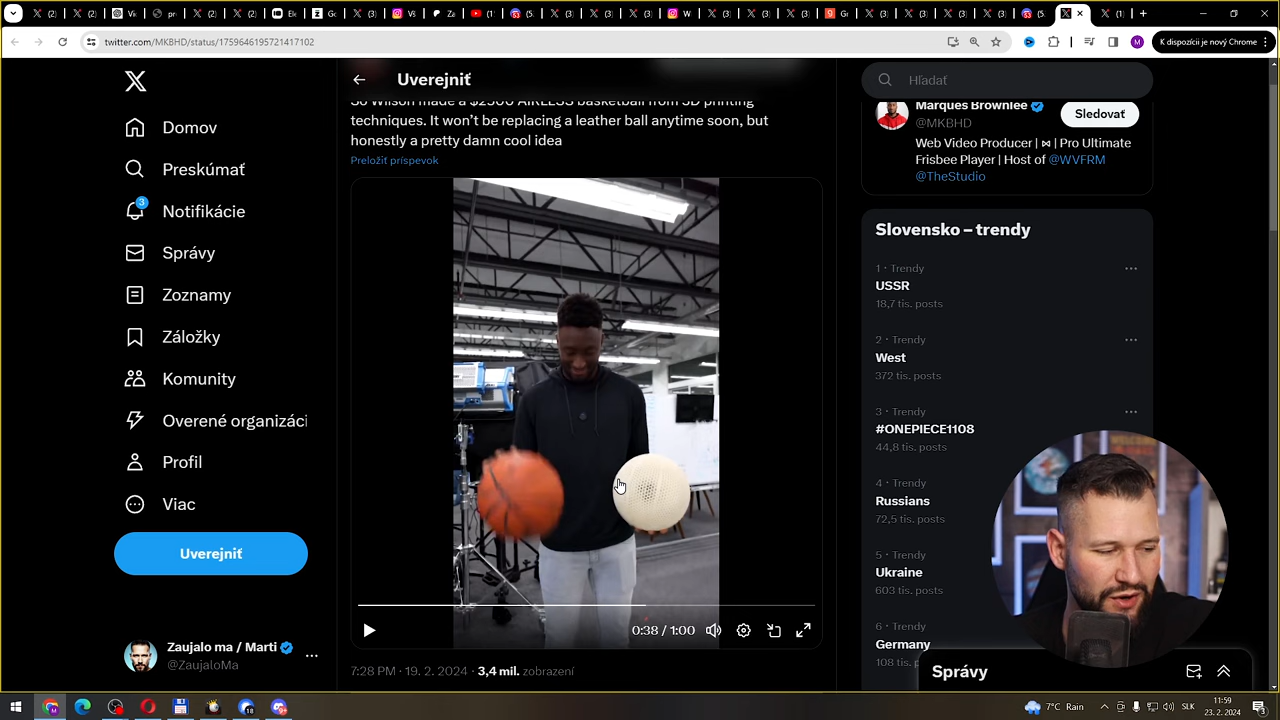 twitter.com/MKBHD/status/1759646195721417102
K dispozícii je nový Chrome
Uverejniť
Hľadať
So Wilson made a $2500 AIRLESS basketball from 3D printing
techniques. It won't be replacing a leather ball anytime soon, but
honestly a pretty damn cool idea
Preložiť príspevok
Domov
Preskúmať
3
Notifikácie
Správy
Zoznamy
Záložky
Komunity
Overené organizáci
Profil
Viac
Uverejniť
Zaujalo ma / Marti
@ZaujaloMa
0:38 / 1:00
7:28 PM · 19. 2. 2024 · 3,4 mil. zobrazení
Marques Brownlee
@MKBHD
Sledovať
Web Video Producer | ⋈ | Pro Ultimate
Frisbee Player | Host of @WVFRM
@TheStudio
Slovensko – trendy
1 · Trendy
USSR
18,7 tis. posts
2 · Trendy
West
372 tis. posts
3 · Trendy
#ONEPIECE1108
44,8 tis. posts
4 · Trendy
Russians
72,5 tis. posts
5 · Trendy
Ukraine
603 tis. posts
6 · Trendy
Germany
108 tis.
Správy
7°C Rain
SLK
11:59
23. 2. 2024